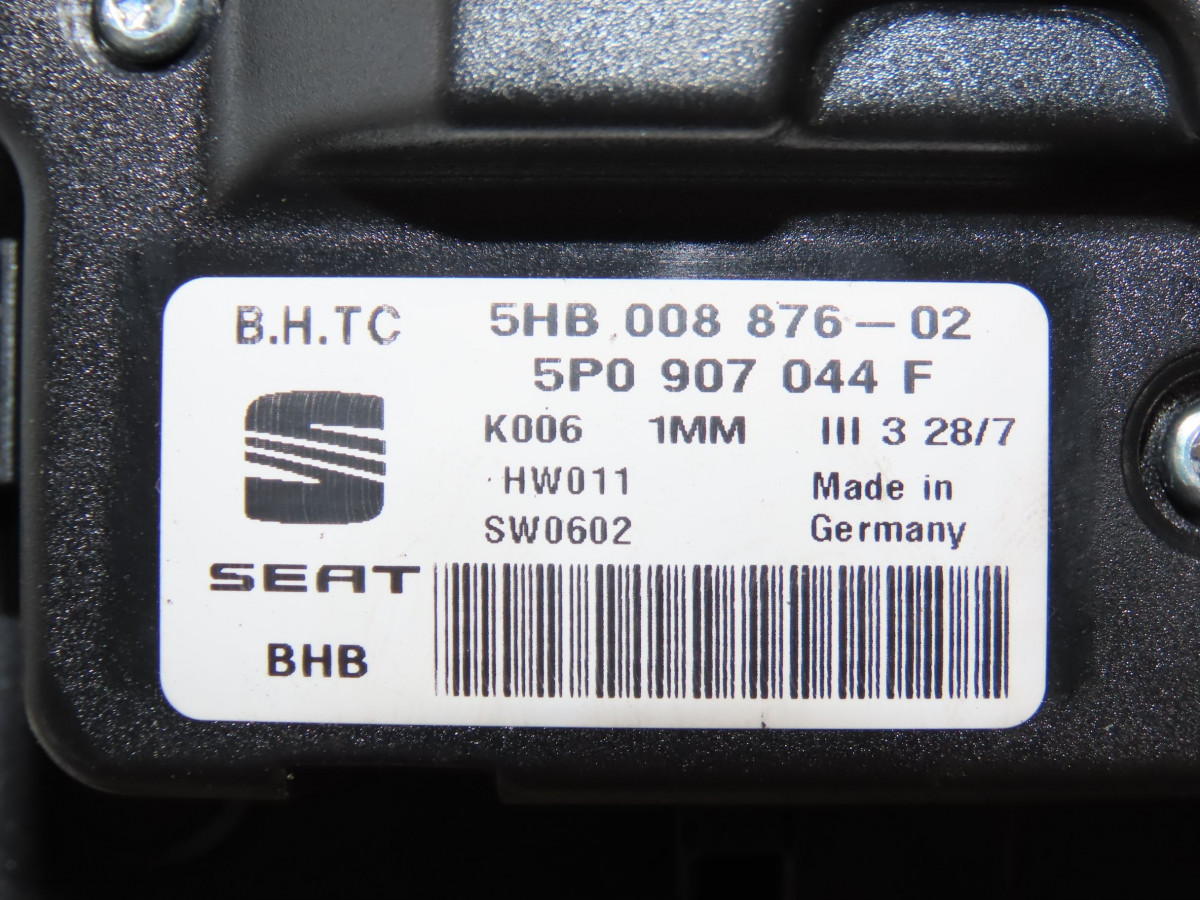 B.H.TC 5HB 008 876-02
5P0 907 044 F
K006 1MM III 3 28/7
HW011 Made in
SW0602 Germany
SEAT
BHB